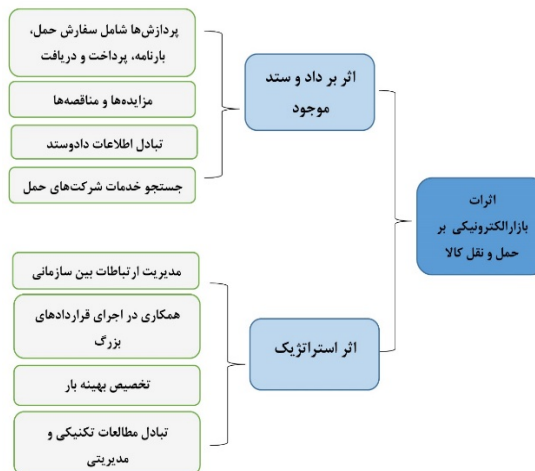 اثرات
بازارالکترونیکی بر
حمل و نقل کالا
اثر بر داد و ستد
موجود
پردازش‌ها شامل سفارش حمل،
بارنامه، پرداخت و دریافت
مزایده‌ها و مناقصه‌ها
تبادل اطلاعات دادوستد
جستجو خدمات شرکت‌های حمل
اثر استراتژیک
مدیریت ارتباطات بین سازمانی
همکاری در اجرای قراردادهای
بزرگ
تخصیص بهینه بار
تبادل مطالعات تکنیکی و
مدیریتی